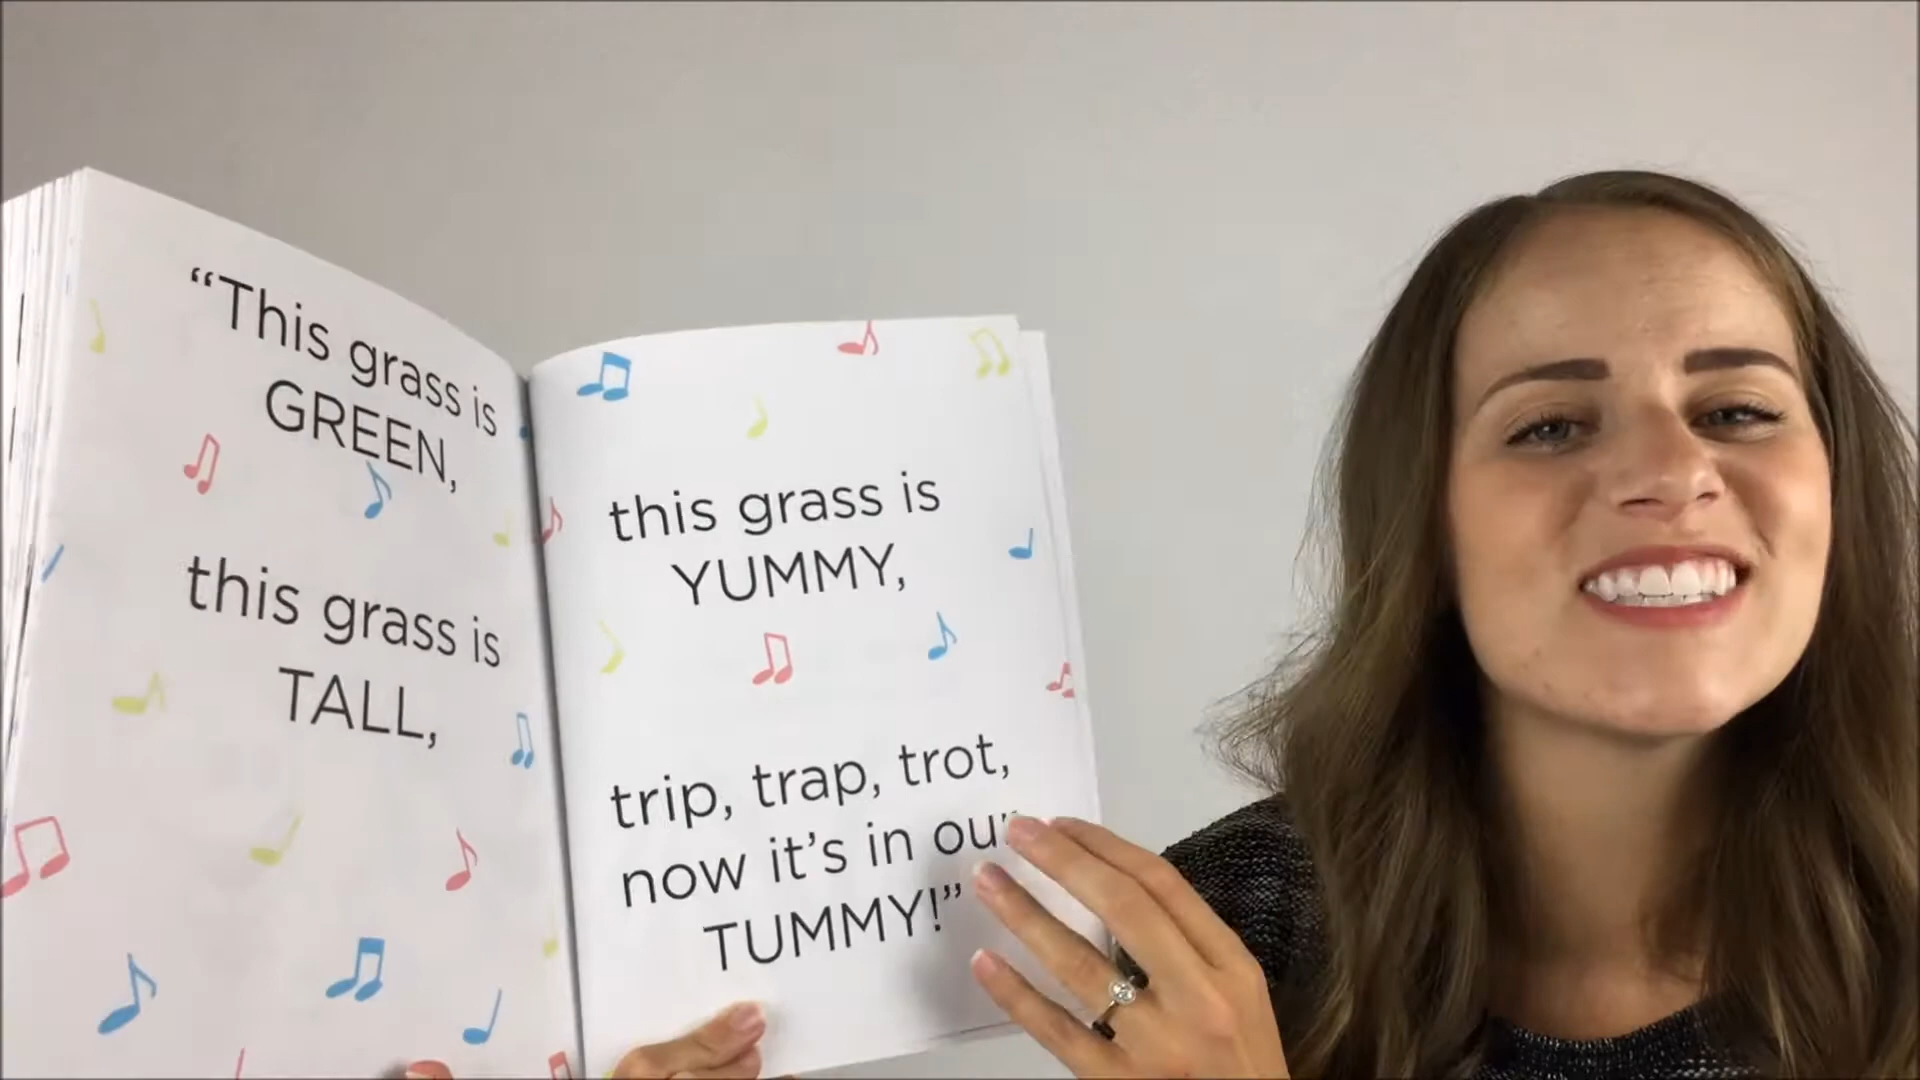 “This grass is
GREEN,
this grass is
TALL,
this grass is
YUMMY,
trip, trap, trot,
now it’s in our
TUMMY!”